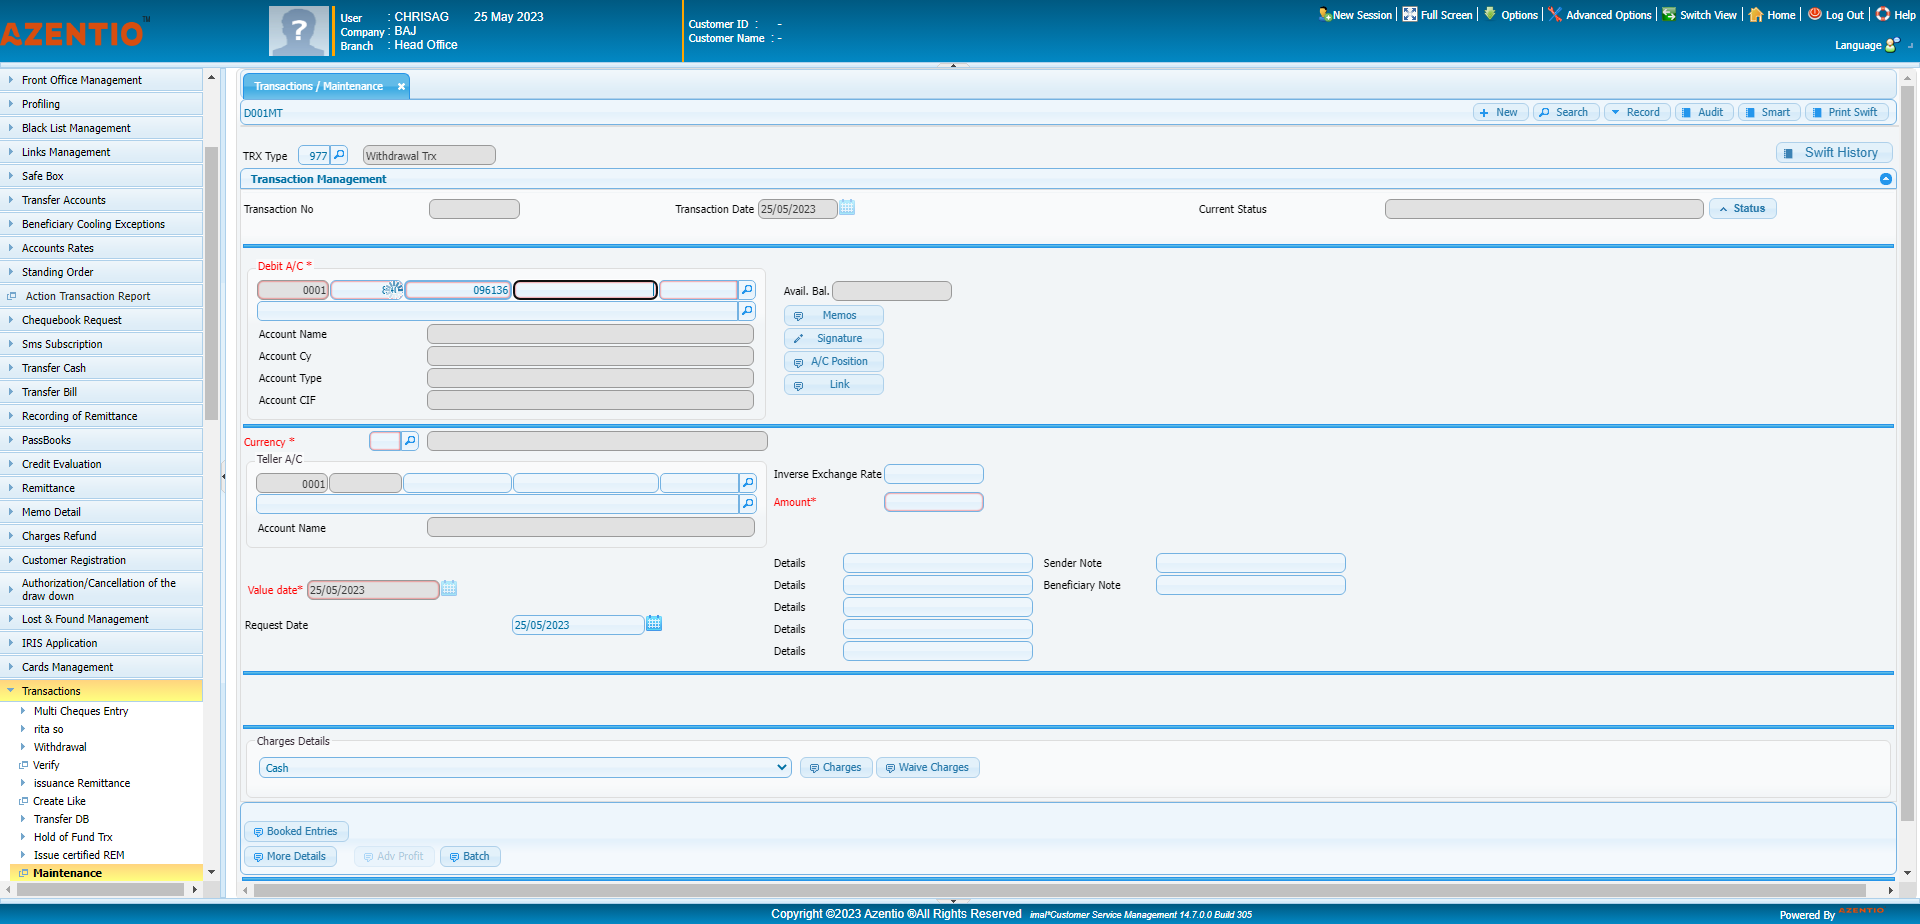 AZENTIO TM
User : CHRISAG 25 May 2023
Company : BAJ
Branch : Head Office
Customer ID : -
Customer Name : -
New Session Full Screen Options Advanced Options Switch View Home Log Out Help
Language
Front Office Management
Profiling
Black List Management
Links Management
Safe Box
Transfer Accounts
Beneficiary Cooling Exceptions
Accounts Rates
Standing Order
Action Transaction Report
Chequebook Request
Sms Subscription
Transfer Cash
Transfer Bill
Recording of Remittance
PassBooks
Credit Evaluation
Remittance
Memo Detail
Charges Refund
Customer Registration
Authorization/Cancellation of the
draw down
Lost & Found Management
IRIS Application
Cards Management
Transactions
Multi Cheques Entry
rita so
Withdrawal
Verify
issuance Remittance
Create Like
Transfer DB
Hold of Fund Trx
Issue certified REM
Maintenance
Transactions / Maintenance
D001MT
New Search Record Audit Smart Print Swift
TRX Type 977 Withdrawal Trx
Swift History
Transaction Management
Transaction No Transaction Date 25/05/2023 Current Status Status
Debit A/C *
0001 096136
Avail. Bal.
Memos
Account Name
Signature
Account Cy
A/C Position
Account Type
Link
Account CIF
Currency *
Teller A/C
0001
Inverse Exchange Rate
Amount*
Account Name
Details Sender Note
Details Beneficiary Note
Value date* 25/05/2023
Details
Request Date 25/05/2023
Details
Details
Charges Details
Cash Charges Waive Charges
Booked Entries
More Details Adv Profit Batch
Copyright ©2023 Azentio ®All Rights Reserved imal*Customer Service Management 14.7.0.0 Build 305
Powered By AZENTIO